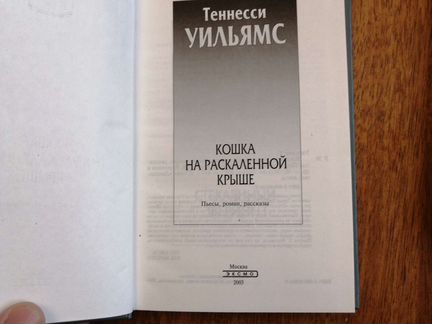 Теннесси
УИЛЬЯМС
КОШКА
НА РАСКАЛЕННОЙ
КРЫШЕ
Пьесы, роман, рассказы
Москва
ЭКСМО
2003